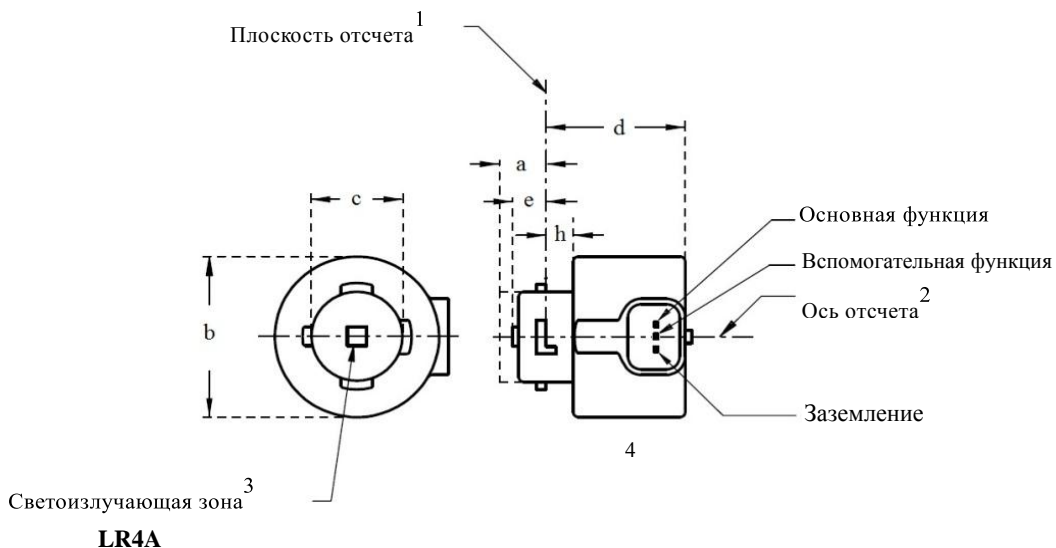 Плоскость отсчета1
d
a
c
e
Основная функция
h
Вспомогательная функция
Ось отсчета2
b
Заземление
4
Светоизлучающая зона3
LR4A